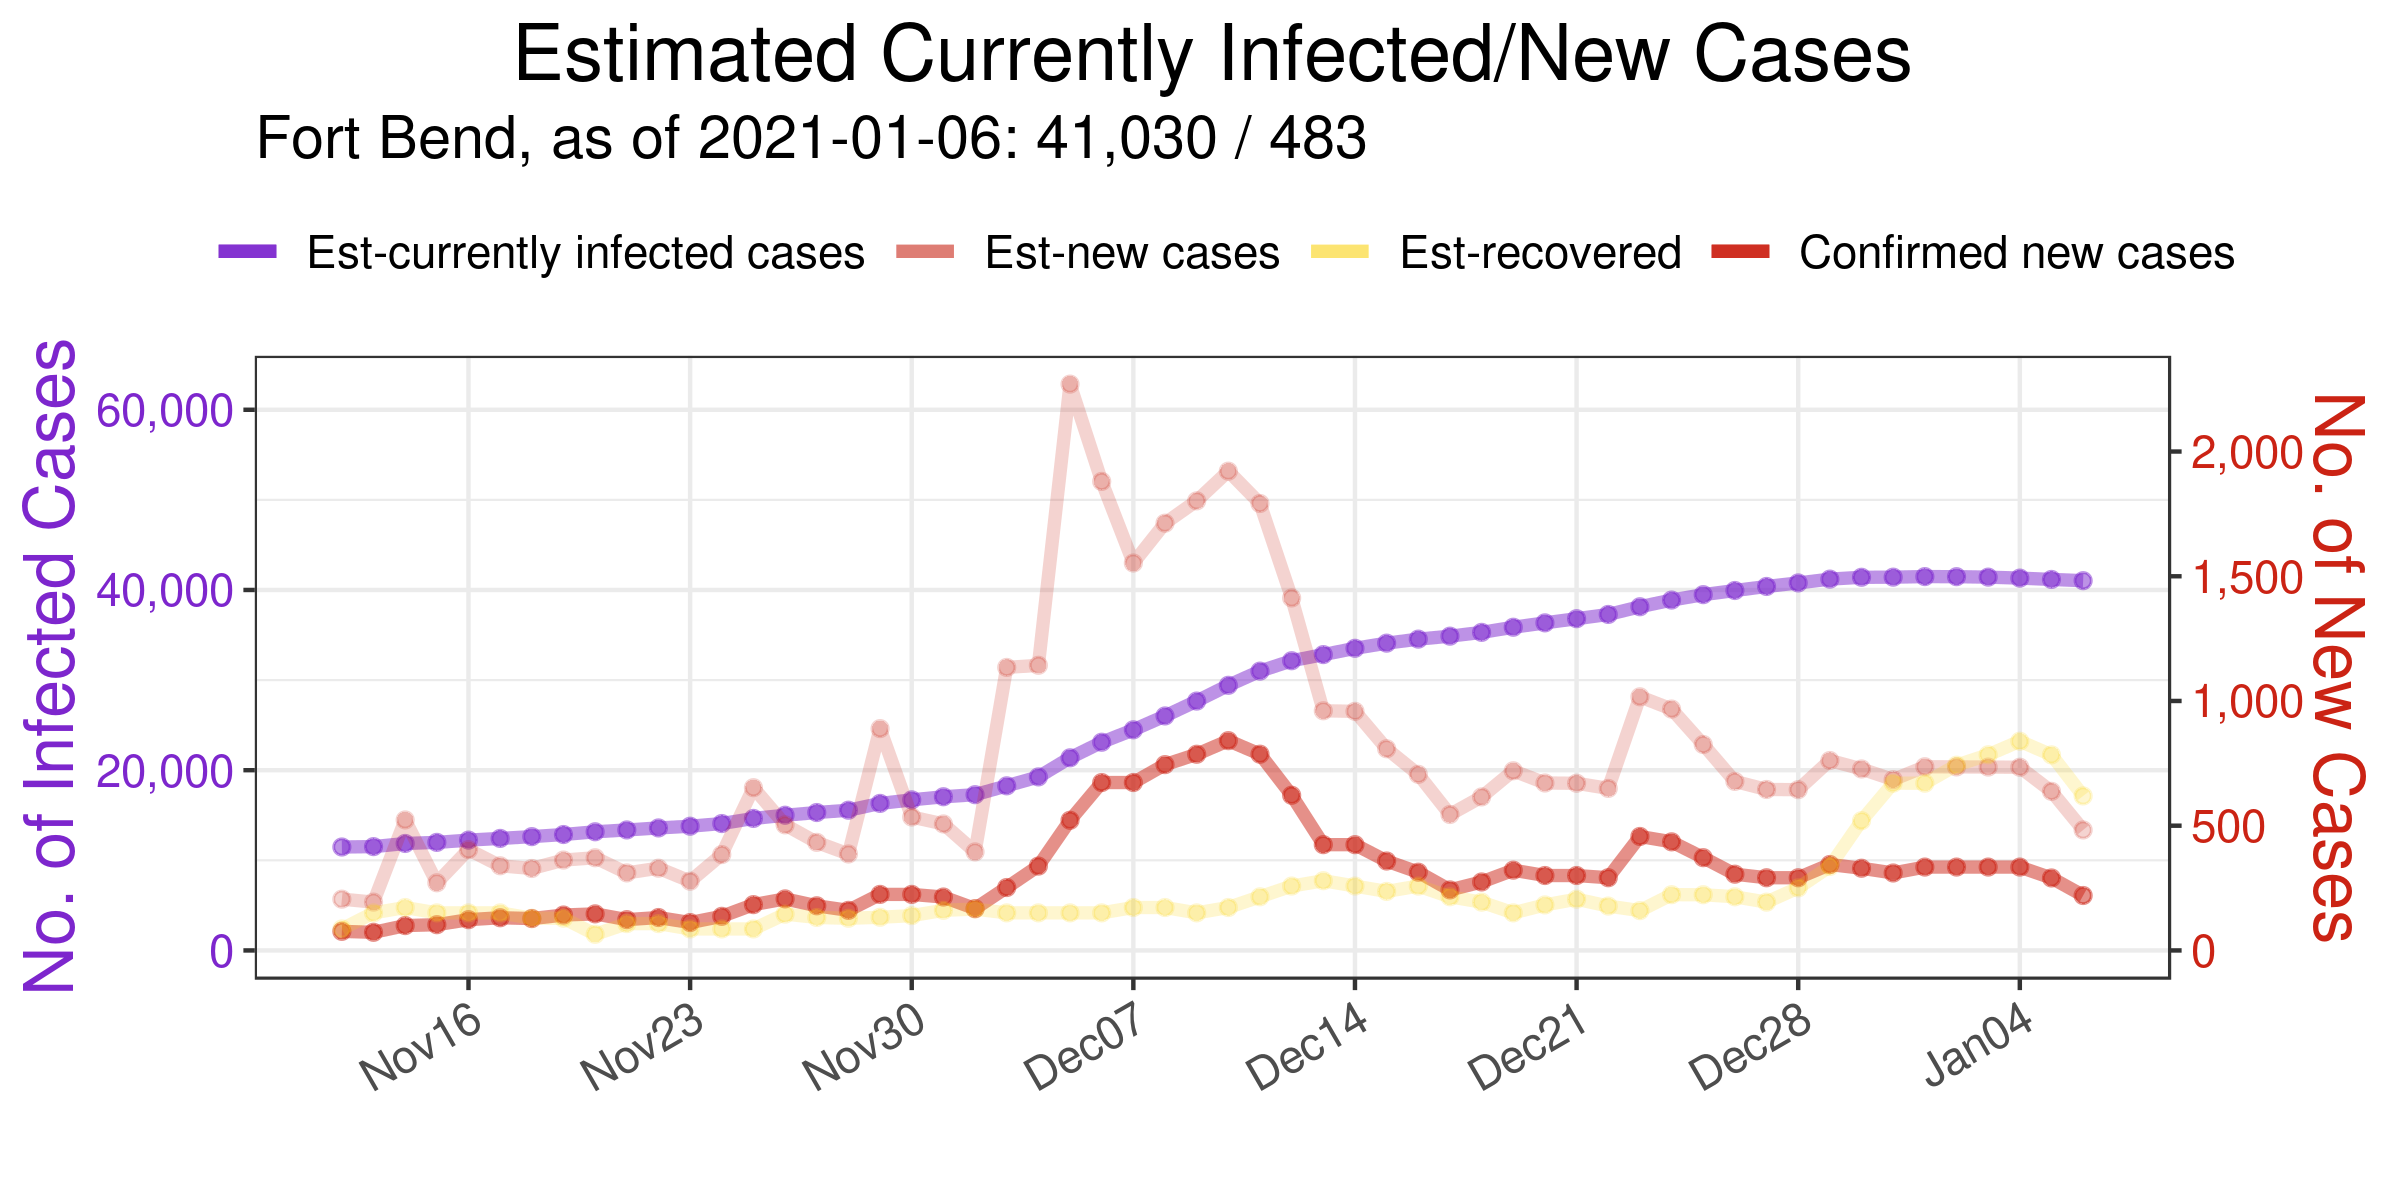 Estimated Currently Infected/New Cases
Fort Bend, as of 2021-01-06: 41,030 / 483
Est-currently infected cases Est-new cases Est-recovered Confirmed new cases
No. of Infected Cases
60,000
40,000
20,000
0
2,000
1,500
1,000
500
0
No. of New Cases
Nov16 Nov23 Nov30 Dec07 Dec14 Dec21 Dec28 Jan04